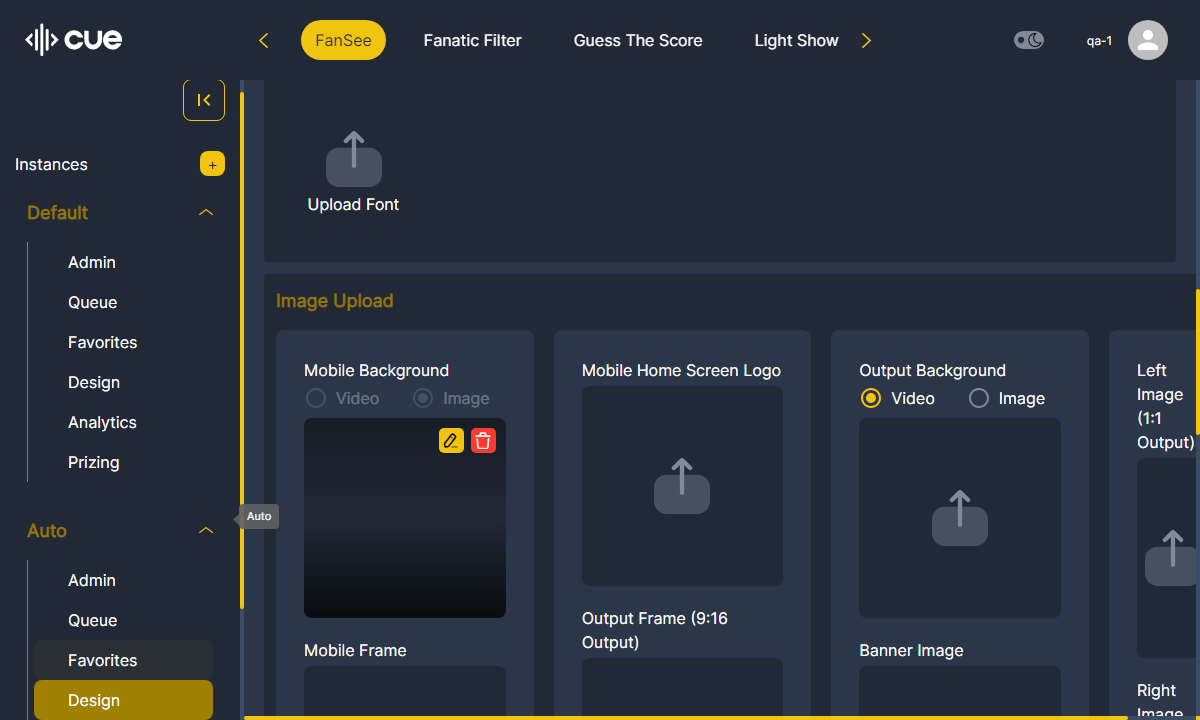 cue
FanSee
Fanatic Filter
Guess The Score
Light Show
qa-1
Instances
+
Default
Admin
Queue
Favorites
Design
Analytics
Prizing
Auto
Auto
Admin
Queue
Favorites
Design
Upload Font
Image Upload
Mobile Background
Video
Image
Mobile Frame
Mobile Home Screen Logo
Output Frame (9:16
Output)
Output Background
Video
Image
Banner Image
Left
Image
(1:1
Output)
Right
Image